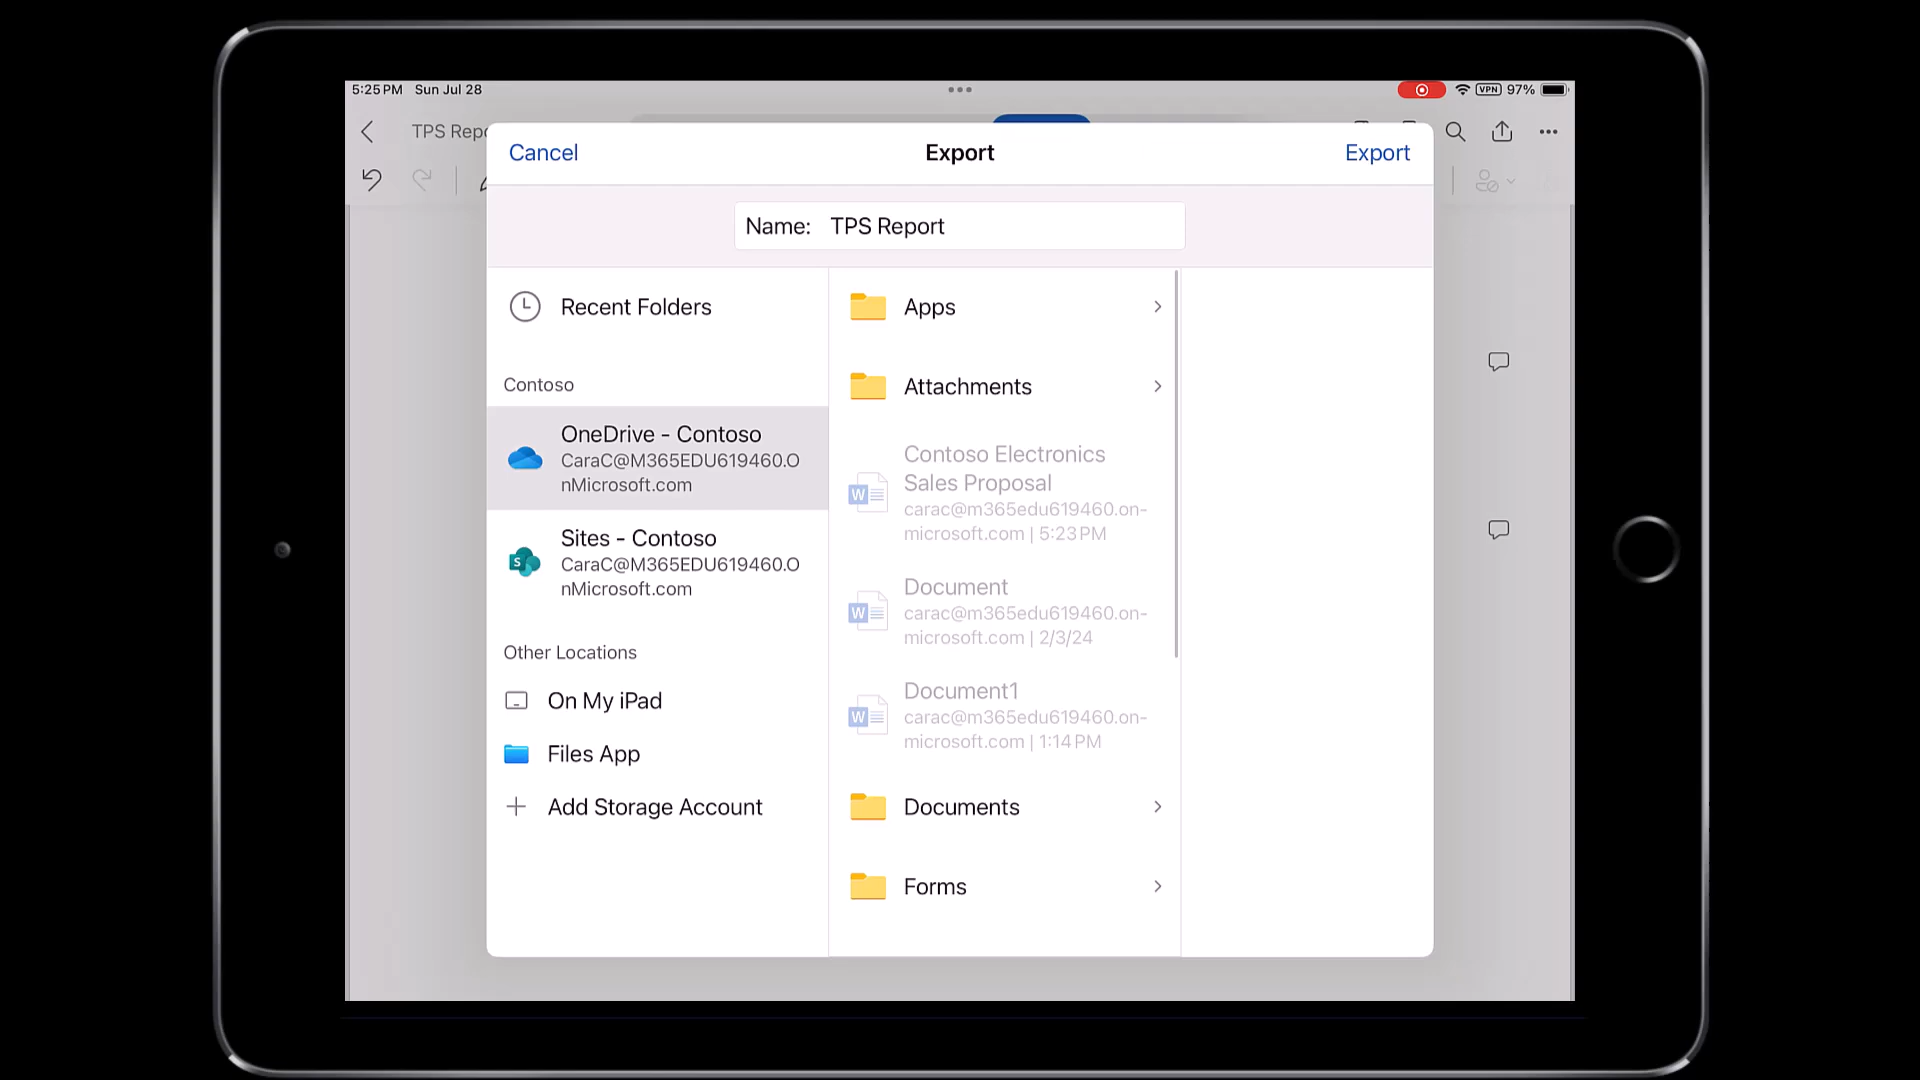 5:25 PM Sun Jul 28
VPN 97%
TPS Repo
Cancel
Export
Export
Name: TPS Report
Recent Folders
Contoso
OneDrive - Contoso
CaraC@M365EDU619460.O
nMicrosoft.com
S
Sites - Contoso
CaraC@M365EDU619460.O
nMicrosoft.com
Other Locations
On My iPad
Files App
Add Storage Account
Apps
Attachments
W
Contoso Electronics
Sales Proposal
carac@m365edu619460.on-
microsoft.com | 5:23 PM
W
Document
carac@m365edu619460.on-
microsoft.com | 2/3/24
W
Document1
carac@m365edu619460.on-
microsoft.com | 1:14 PM
Documents
Forms